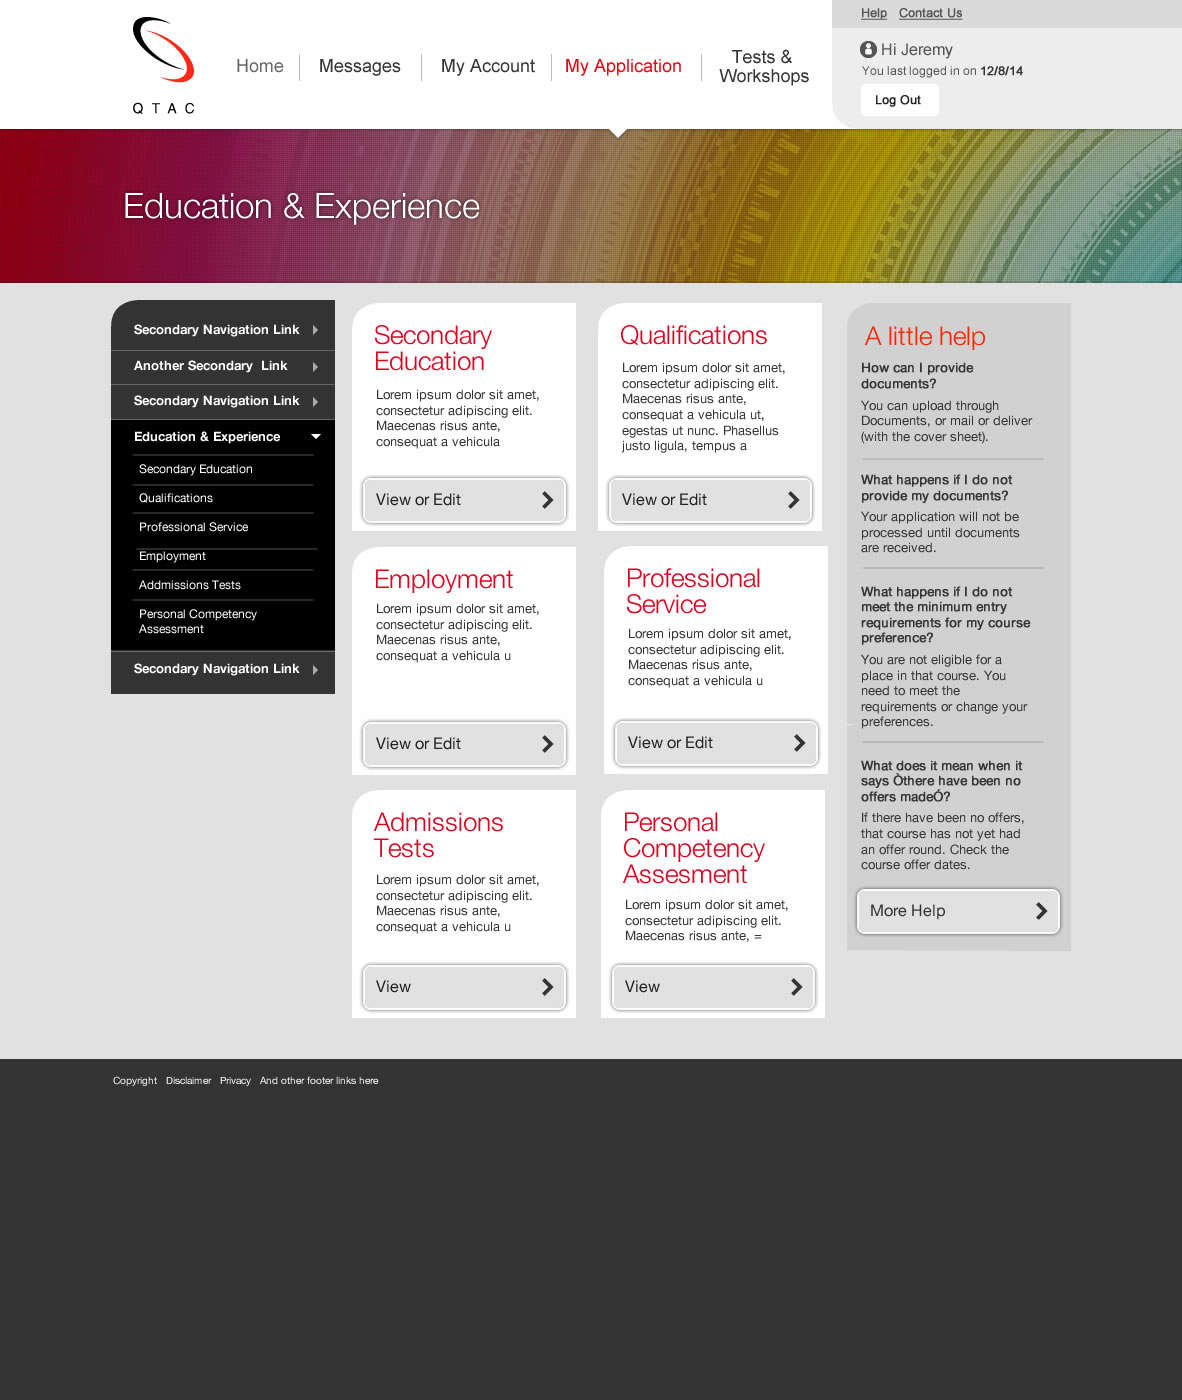 Help Contact Us
Hi Jeremy
You last logged in on 12/8/14
Log Out
QTAC
Home
Messages
My Account
My Application
Tests &
Workshops
Education & Experience
Secondary Navigation Link
Another Secondary  Link
Secondary Navigation Link
Education & Experience
Secondary Education
Qualifications
Professional Service
Employment
Addmissions Tests
Personal Competency
Assessment
Secondary Navigation Link
Secondary
Education
Lorem ipsum dolor sit amet,
consectetur adipiscing elit.
Maecenas risus ante,
consequat a vehicula
View or Edit
Qualifications
Lorem ipsum dolor sit amet,
consectetur adipiscing elit.
Maecenas risus ante,
consequat a vehicula ut,
egestas ut nunc. Phasellus
justo ligula, tempus a
View or Edit
Employment
Lorem ipsum dolor sit amet,
consectetur adipiscing elit.
Maecenas risus ante,
consequat a vehicula u
View or Edit
Professional
Service
Lorem ipsum dolor sit amet,
consectetur adipiscing elit.
Maecenas risus ante,
consequat a vehicula u
View or Edit
Admissions
Tests
Lorem ipsum dolor sit amet,
consectetur adipiscing elit.
Maecenas risus ante,
consequat a vehicula u
View
Personal
Competency
Assesment
Lorem ipsum dolor sit amet,
consectetur adipiscing elit.
Maecenas risus ante, =
View
A little help
How can I provide
documents?
You can upload through
Documents, or mail or deliver
(with the cover sheet).
What happens if I do not
provide my documents?
Your application will not be
processed until documents
are received.
What happens if I do not
meet the minimum entry
requirements for my course
preference?
You are not eligible for a
place in that course. You
need to meet the
requirements or change your
preferences.
What does it mean when it
says Òthere have been no
offers madeÓ?
If there have been no offers,
that course has not yet had
an offer round. Check the
course offer dates.
More Help
Copyright Disclaimer Privacy And other footer links here